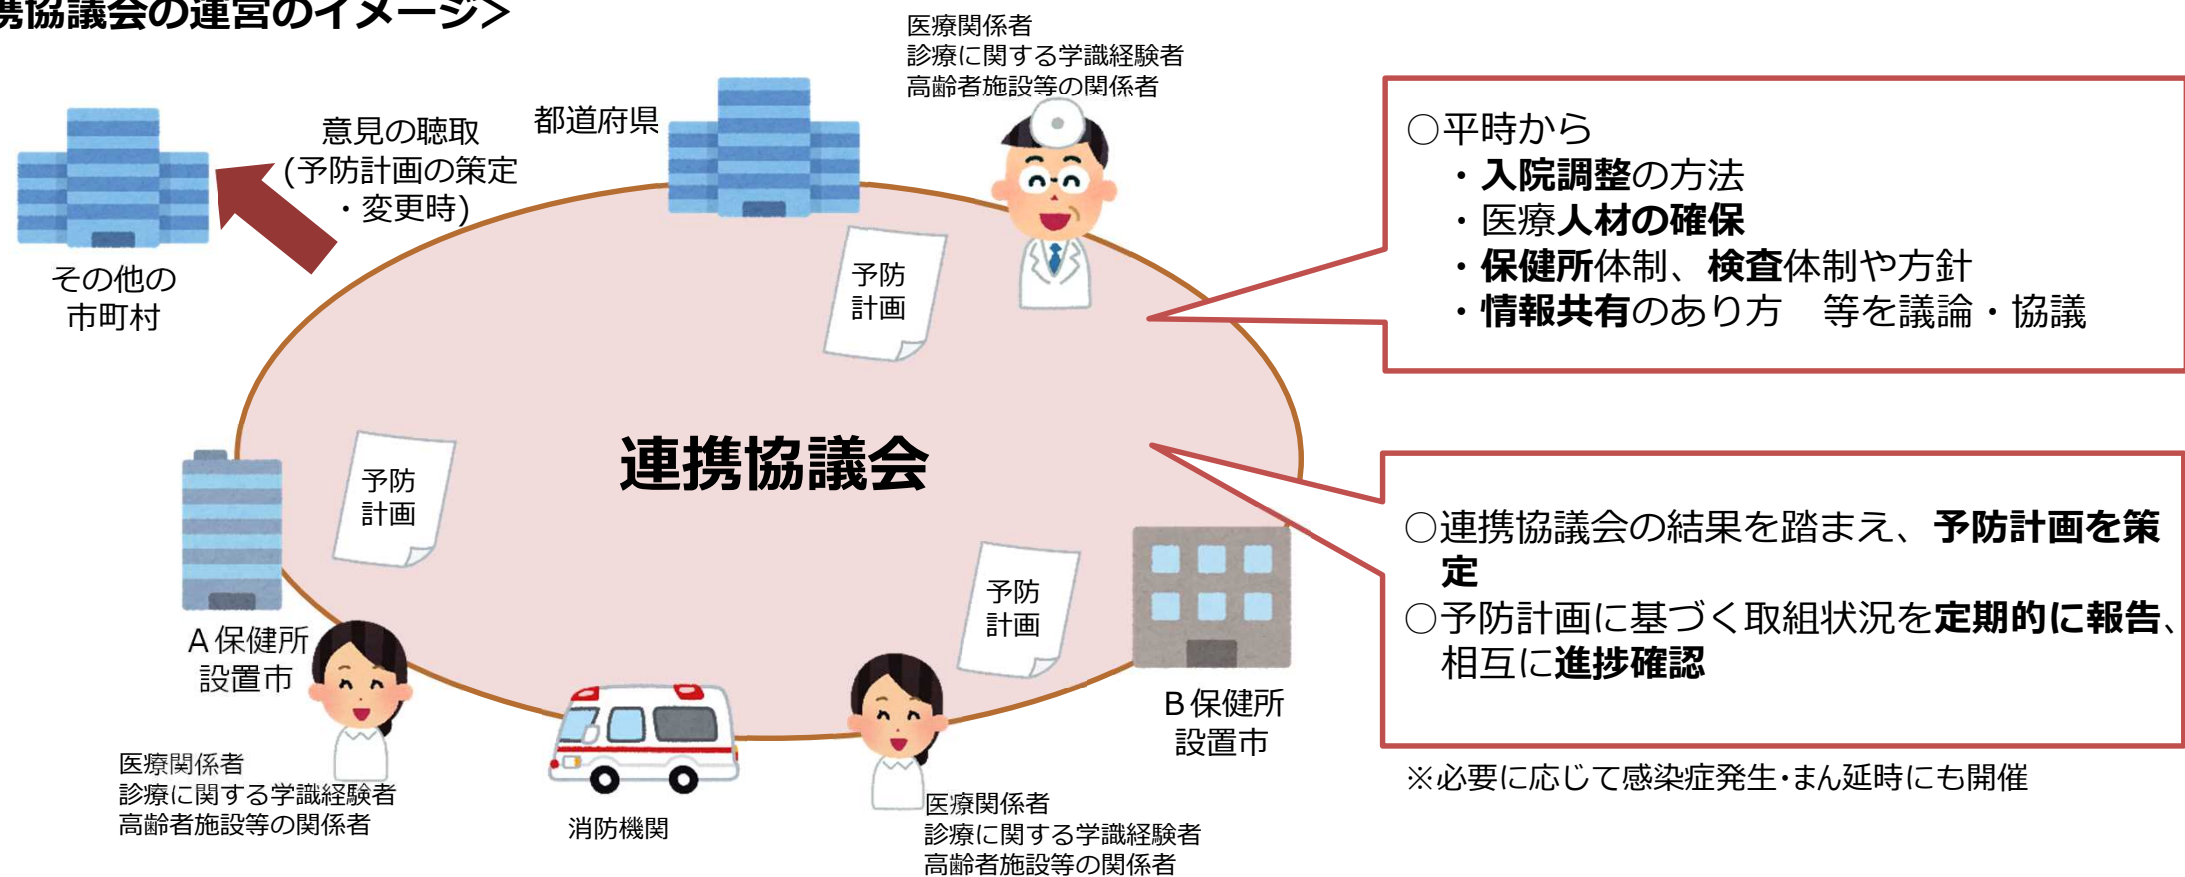 携協議会の運営のイメージ>
医療関係者
診療に関する学識経験者
高齢者施設等の関係者
都道府県
意見の聴取
(予防計画の策定
・変更時)
その他の
市町村
予防
計画
○平時から
・入院調整の方法
・医療人材の確保
・保健所体制、検査体制や方針
・情報共有のあり方　等を議論・協議
連携協議会
予防
計画
予防
計画
○連携協議会の結果を踏まえ、予防計画を策
定
○予防計画に基づく取組状況を定期的に報告、
相互に進捗確認
※必要に応じて感染症発生・まん延時にも開催
A保健所
設置市
B保健所
設置市
医療関係者
診療に関する学識経験者
高齢者施設等の関係者
消防機関
医療関係者
診療に関する学識経験者
高齢者施設等の関係者